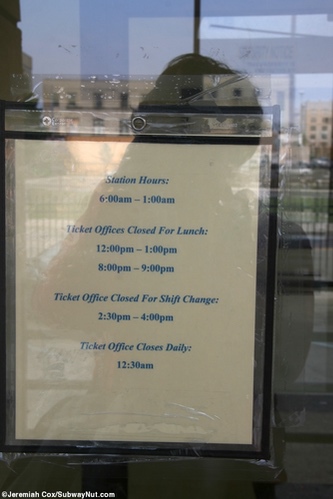 Station Hours:
6:00am – 1:00am
Ticket Offices Closed For Lunch:
12:00pm – 1:00pm
8:00pm – 9:00pm
Ticket Office Closed For Shift Change:
2:30pm – 4:00pm
Ticket Office Closes Daily:
12:30am
©Jeremiah Cox/SubwayNut.com